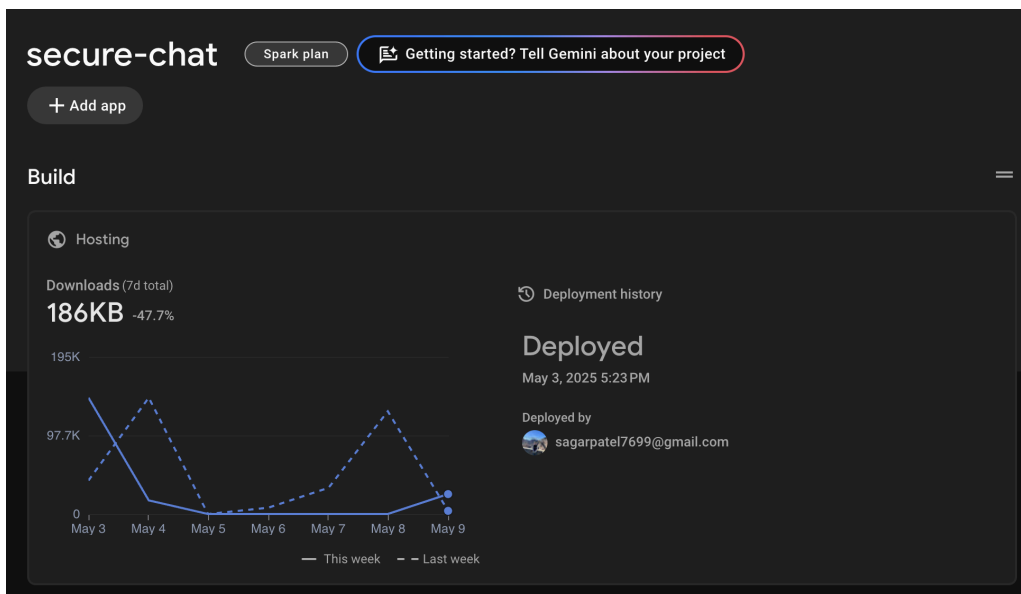 secure-chat
Spark plan
Getting started? Tell Gemini about your project
+ Add app
Build
Hosting
Downloads (7d total)
186KB -47.7%
195K
97.7K
0
May 3 May 4 May 5 May 6 May 7 May 8 May 9
This week Last week
Deployment history
Deployed
May 3, 2025 5:23 PM
Deployed by
sagarpatel7699@gmail.com